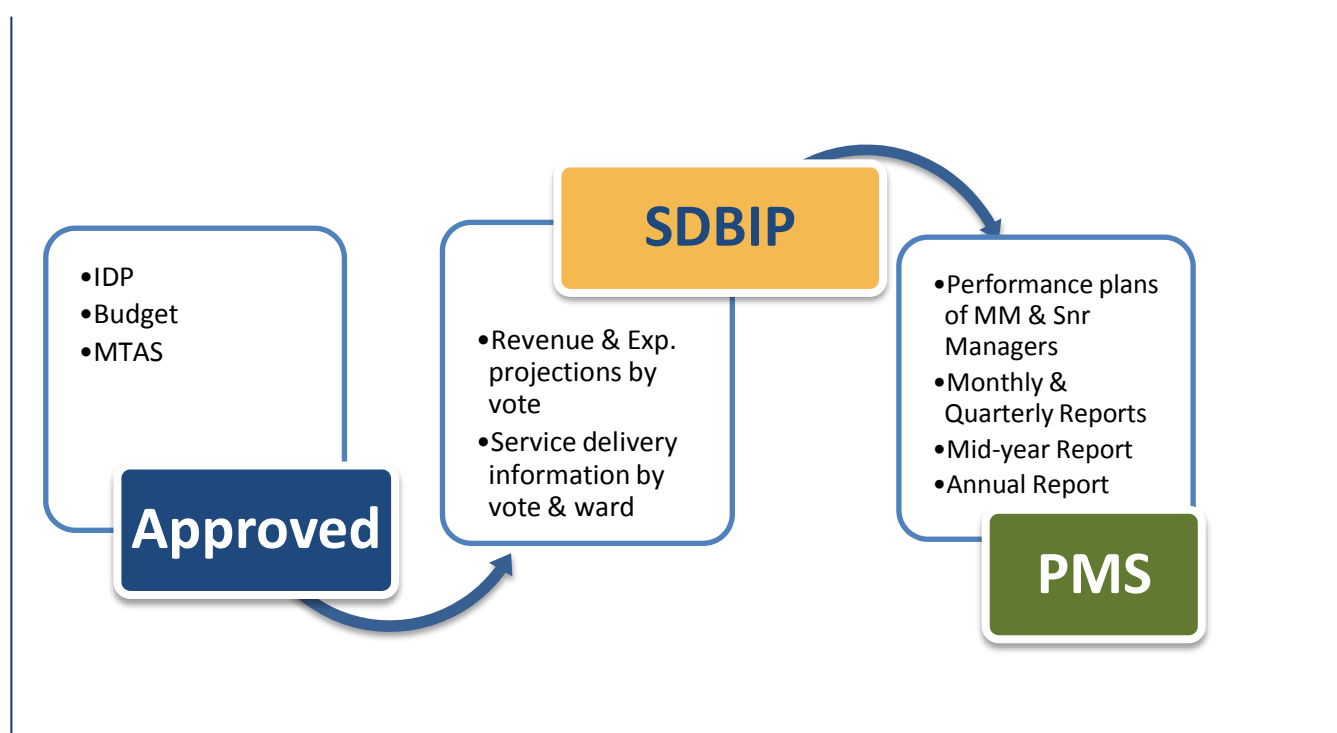 •IDP
•Budget
•MTAS
Approved
SDBIP
•Revenue & Exp.
projections by
vote
•Service delivery
information by
vote & ward
•Performance plans
of MM & Snr
Managers
•Monthly &
Quarterly Reports
•Mid-year Report
•Annual Report
PMS